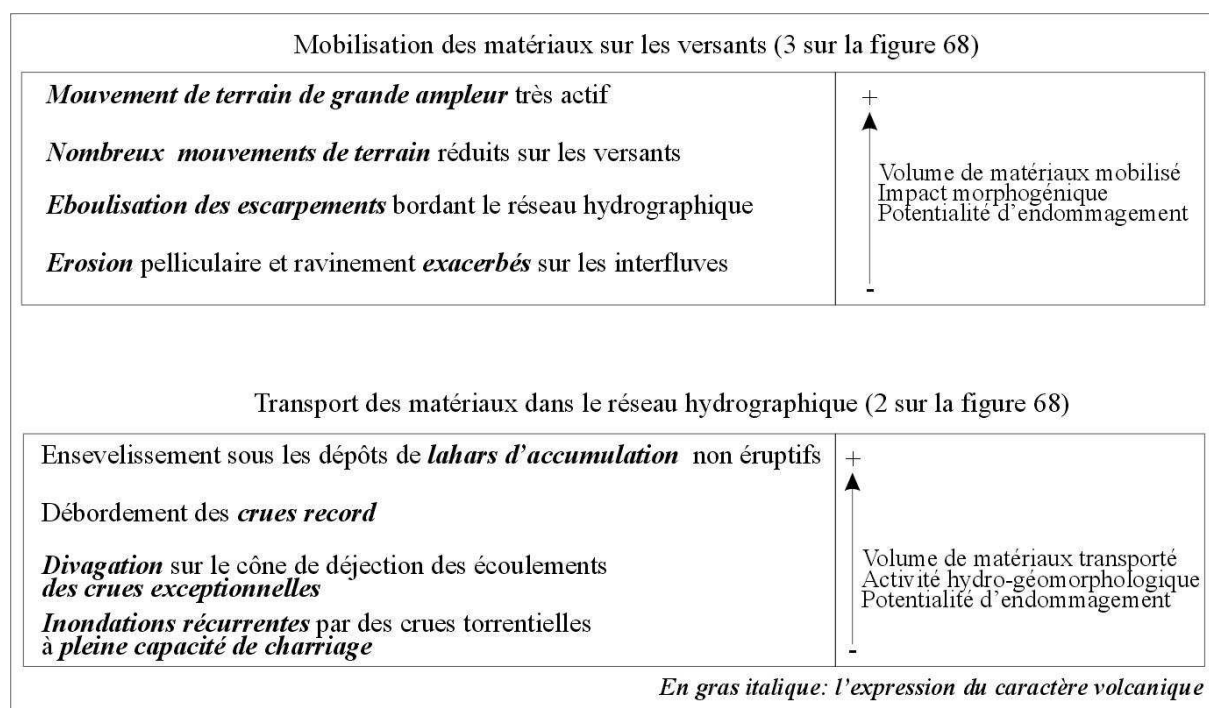 Mobilisation des matériaux sur les versants (3 sur la figure 68)
Mouvement de terrain de grande ampleur très actif
Nombreux mouvements de terrain réduits sur les versants
Eboulisation des escarpements bordant le réseau hydrographique
Erosion pelliculaire et ravinement exacerbés sur les interfluves
+
Volume de matériaux mobilisé
Impact morphogénique
Potentialité d'endommagement
-
Transport des matériaux dans le réseau hydrographique (2 sur la figure 68)
Ensevelissement sous les dépôts de lahars d'accumulation non éruptifs
Débordement des crues record
Divagation sur le cône de déjection des écoulements
des crues exceptionnelles
Inondations récurrentes par des crues torrentielles
à pleine capacité de charriage
+
Volume de matériaux transporté
Activité hydro-géomorphologique
Potentialité d'endommagement
-
En gras italique: l'expression du caractère volcanique